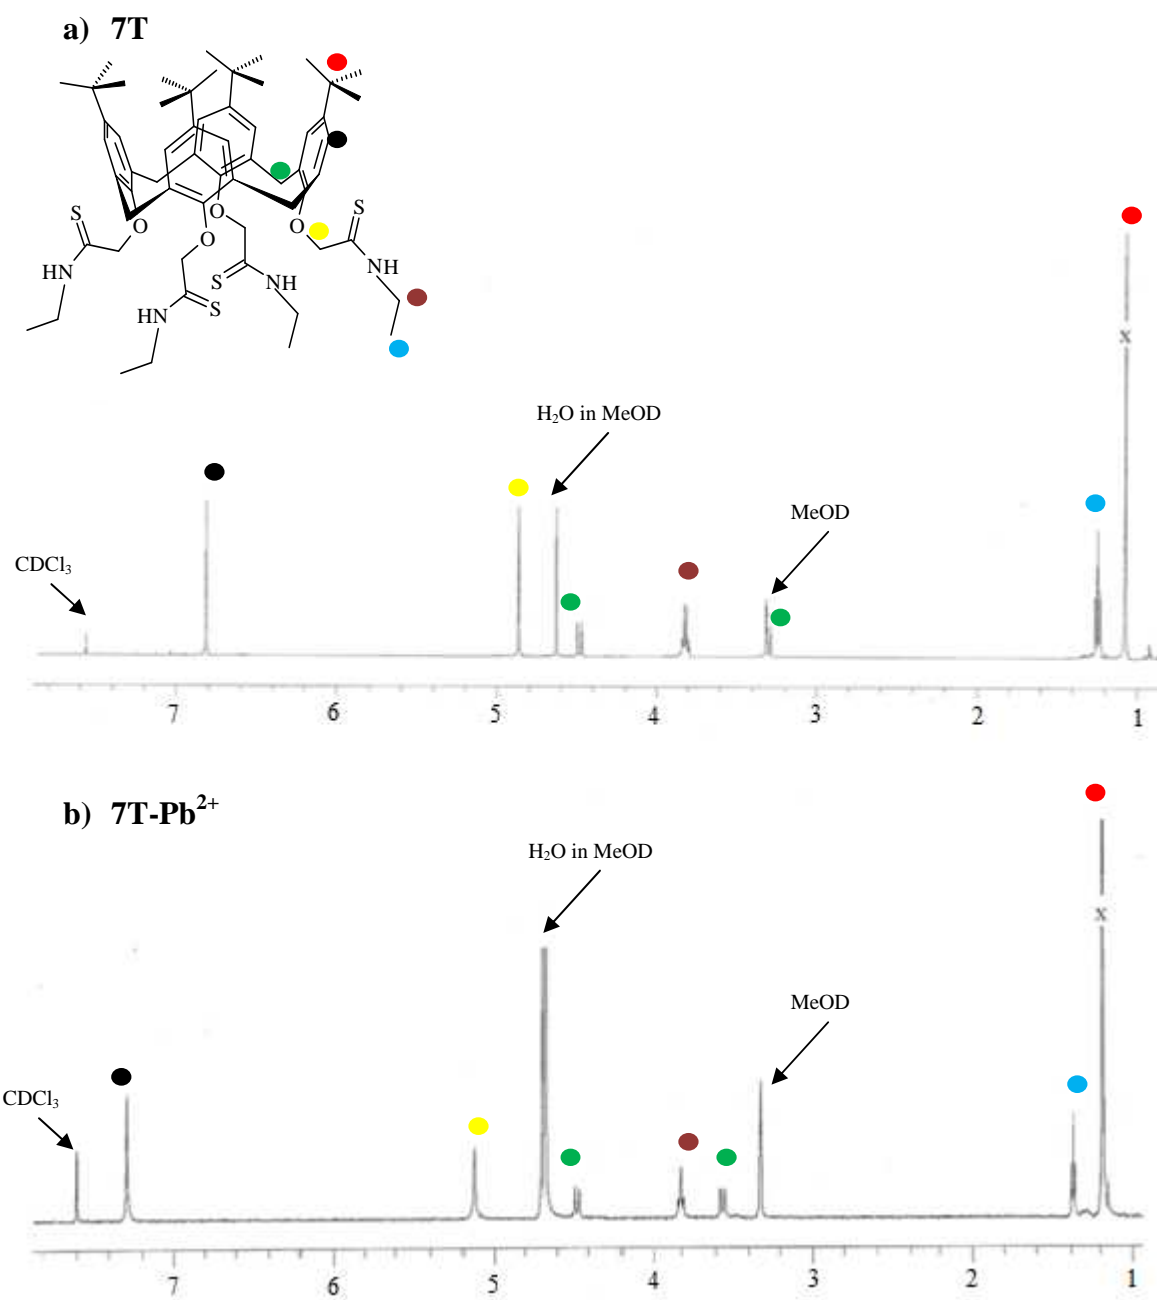 a) 7T
S
O
HN
O
S
NH
O
S
HN
O
S
NH
H₂O in MeOD
MeOD
CDCl₃
x
7 6 5 4 3 2 1
b) 7T-Pb²⁺
H₂O in MeOD
MeOD
CDCl₃
x
7 6 5 4 3 2 1